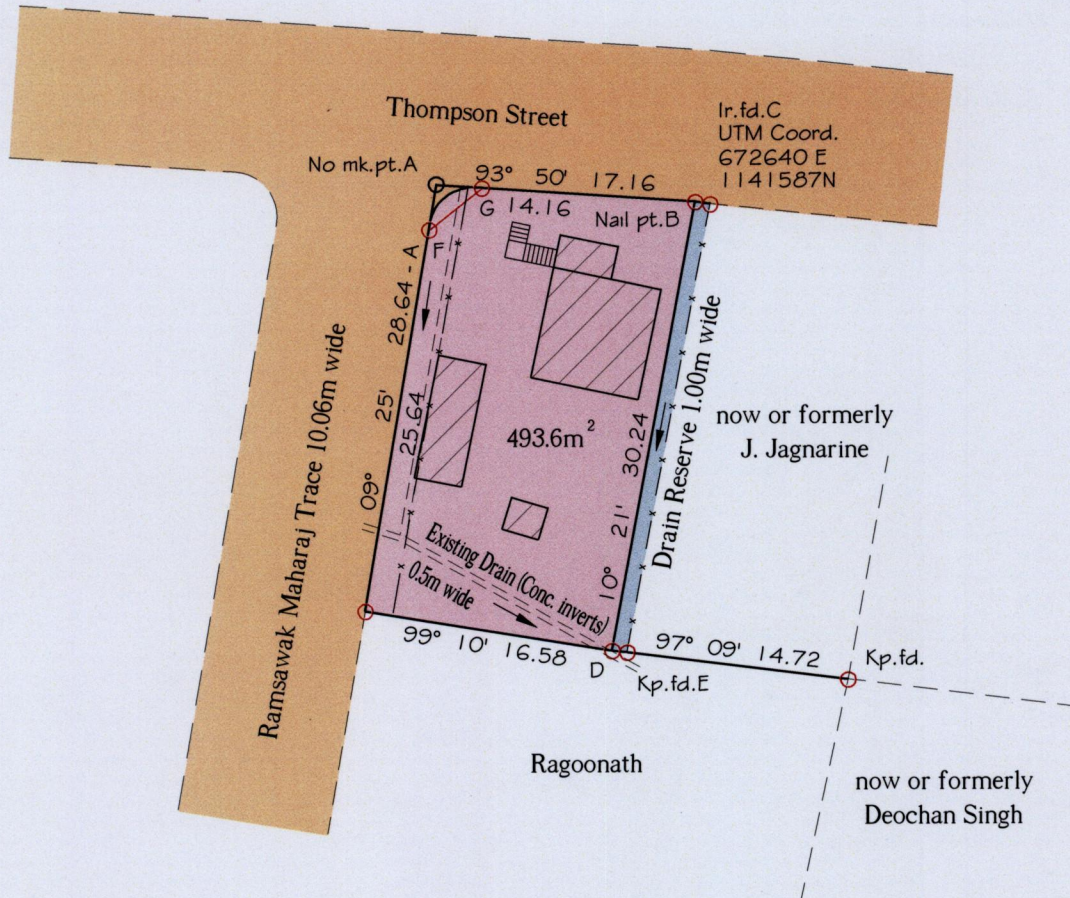 Thompson Street
Ir.fd.C
UTM Coord.
672640 E
1141587N
No mk.pt.A
93° 50' 17.16
G 14.16
Nail pt.B
F
28.64 - A
25'
09°
25.64
Ramsawak Maharaj Trace 10.06m wide
493.6m²
30.24
21'
10°
Drain Reserve 1.00m wide
now or formerly
J. Jagnarine
Existing Drain (Conc. inverts)
0.5m wide
99° 10' 16.58
D
97° 09' 14.72
Kp.fd.
Kp.fd.E
Ragoonath
now or formerly
Deochan Singh